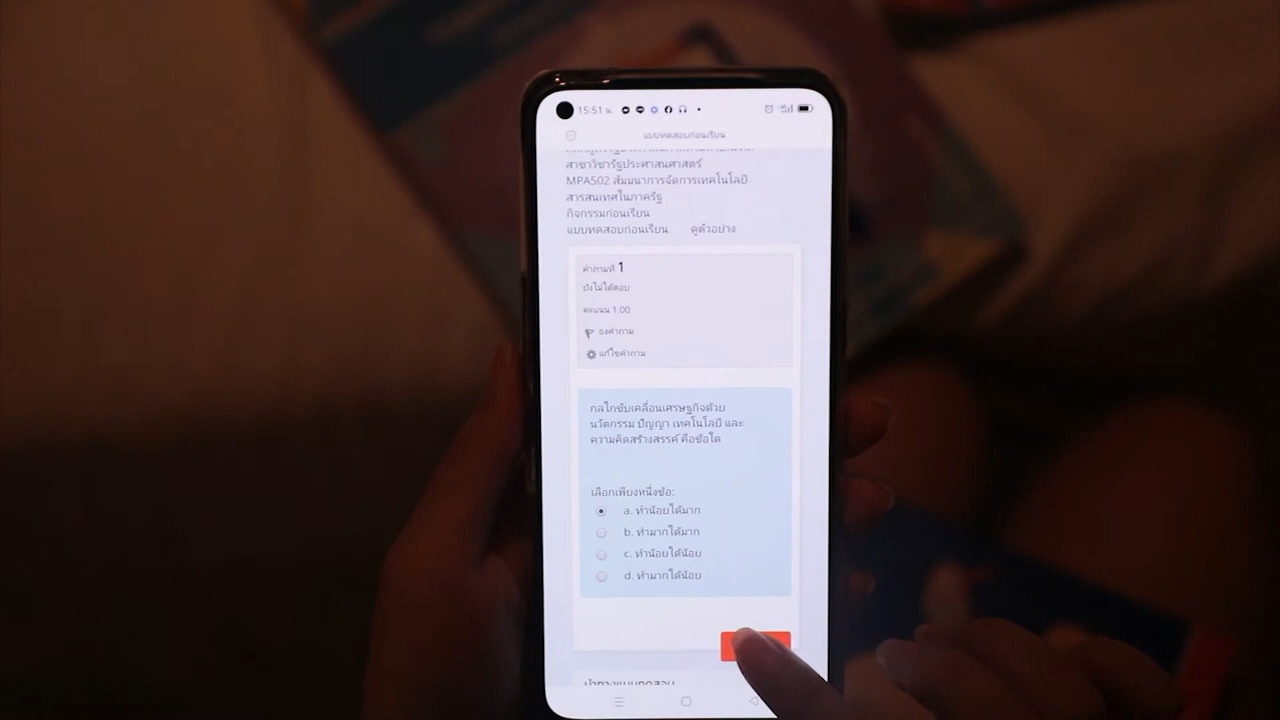 15:51 น.
แบบทดสอบก่อนเรียน
สาขาวิชารัฐประศาสนศาสตร์
MPA502 สัมมนาการจัดการเทคโนโลยี
สารสนเทศในภาครัฐ
กิจกรรมก่อนเรียน
แบบทดสอบก่อนเรียน ดูตัวอย่าง
คำถามที่ 1
ยังไม่ได้ตอบ
คะแนน 1.00
ธงคำถาม
แก้ไขคำถาม
กลไกขับเคลื่อนเศรษฐกิจด้วย
นวัตกรรม ปัญญา เทคโนโลยี และ
ความคิดสร้างสรรค์ คือข้อใด
เลือกเพียงหนึ่งข้อ:
a. ทำน้อยได้มาก
b. ทำมากได้มาก
c. ทำน้อยได้น้อย
d. ทำมากได้น้อย
นำทางแบบทดสอบ